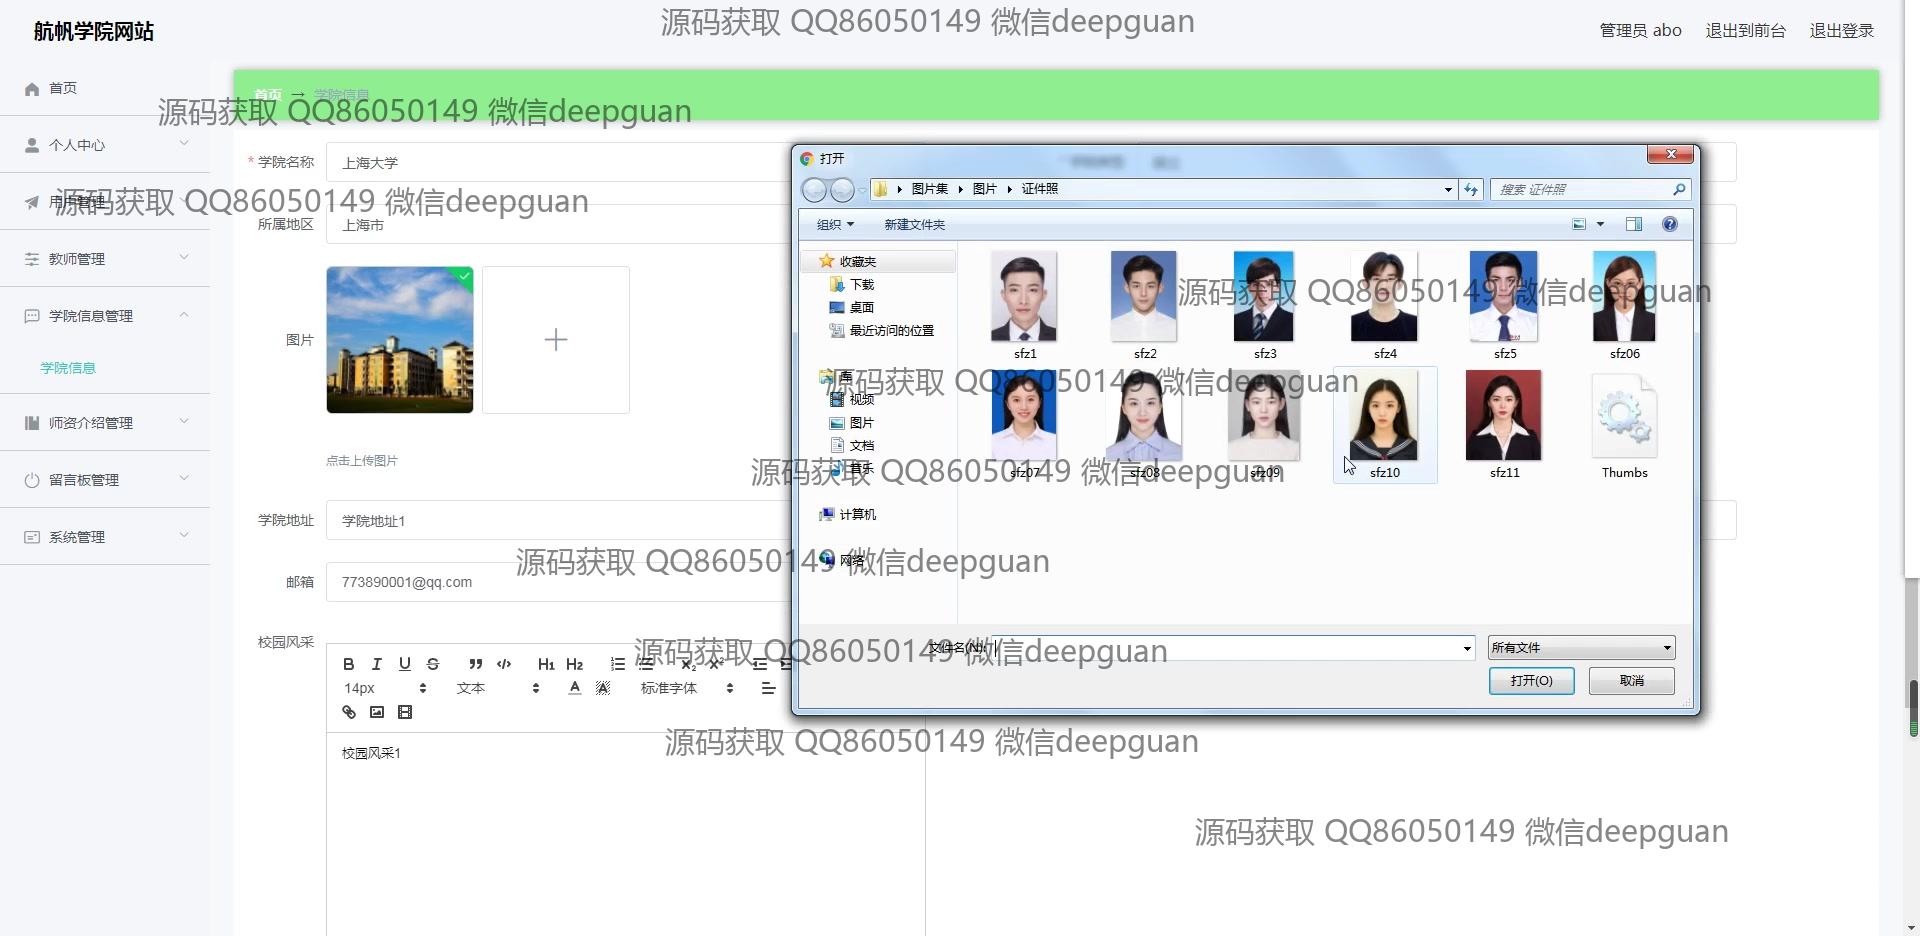 航帆学院网站
管理员 abo 退出到前台 退出登录
源码获取 QQ86050149 微信deepguan
首页
个人中心
教师管理
学院信息管理
学院信息
师资介绍管理
留言板管理
系统管理
首页 → 学院信息
源码获取 QQ86050149 微信deepguan
* 学院名称 上海大学
源码获取 QQ86050149 微信deepguan
所属地区 上海市
图片
点击上传图片
学院地址 学院地址1
邮箱 773890001@qq.com
校园风采
B I U S H1 H2 X2 X2
14px 文本 A A 标准字体
校园风采1
打开
图片集 图片 证件照
搜索 证件照
组织 新建文件夹
收藏夹
下载
桌面
最近访问的位置
库
视频
图片
文档
音乐
计算机
网络
sfz1 sfz2 sfz3 sfz4 sfz5 sfz06
源码获取 QQ86050149 微信deepguan
源码获取 QQ86050149 微信deepguan
sfz07 sfz08 sfz09 sfz10 sfz11 Thumbs
源码获取 QQ86050149 微信deepguan
源码获取 QQ86050149 微信deepguan
文件名(N): 所有文件
源码获取 QQ86050149 微信deepguan
打开(O) 取消
源码获取 QQ86050149 微信deepguan
源码获取 QQ86050149 微信deepguan